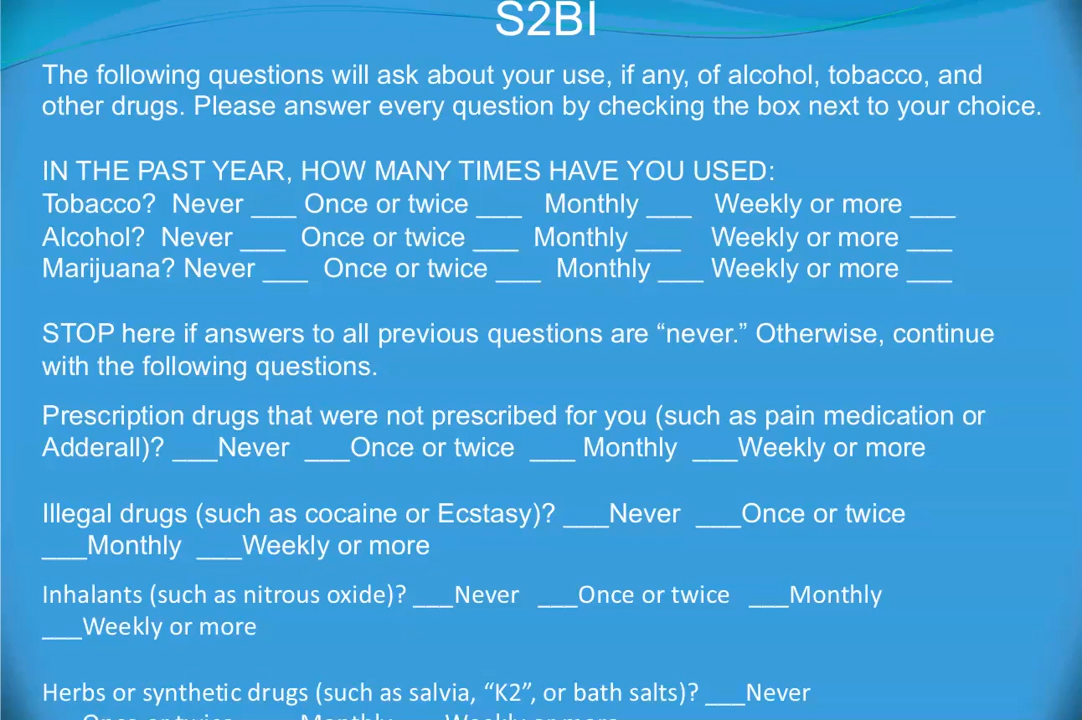 S2BI
The following questions will ask about your use, if any, of alcohol, tobacco, and
other drugs. Please answer every question by checking the box next to your choice.
IN THE PAST YEAR, HOW MANY TIMES HAVE YOU USED:
Tobacco? Never ___ Once or twice ___ Monthly ___ Weekly or more ___
Alcohol? Never ___ Once or twice ___ Monthly ___ Weekly or more ___
Marijuana? Never ___ Once or twice ___ Monthly ___ Weekly or more ___
STOP here if answers to all previous questions are “never.” Otherwise, continue
with the following questions.
Prescription drugs that were not prescribed for you (such as pain medication or
Adderall)? ___Never ___Once or twice ___ Monthly ___Weekly or more
Illegal drugs (such as cocaine or Ecstasy)? ___Never ___Once or twice
___Monthly ___Weekly or more
Inhalants (such as nitrous oxide)? ___Never ___Once or twice ___Monthly
___Weekly or more
Herbs or synthetic drugs (such as salvia, “K2”, or bath salts)? ___Never
___Once or twice ___Monthly ___Weekly or more